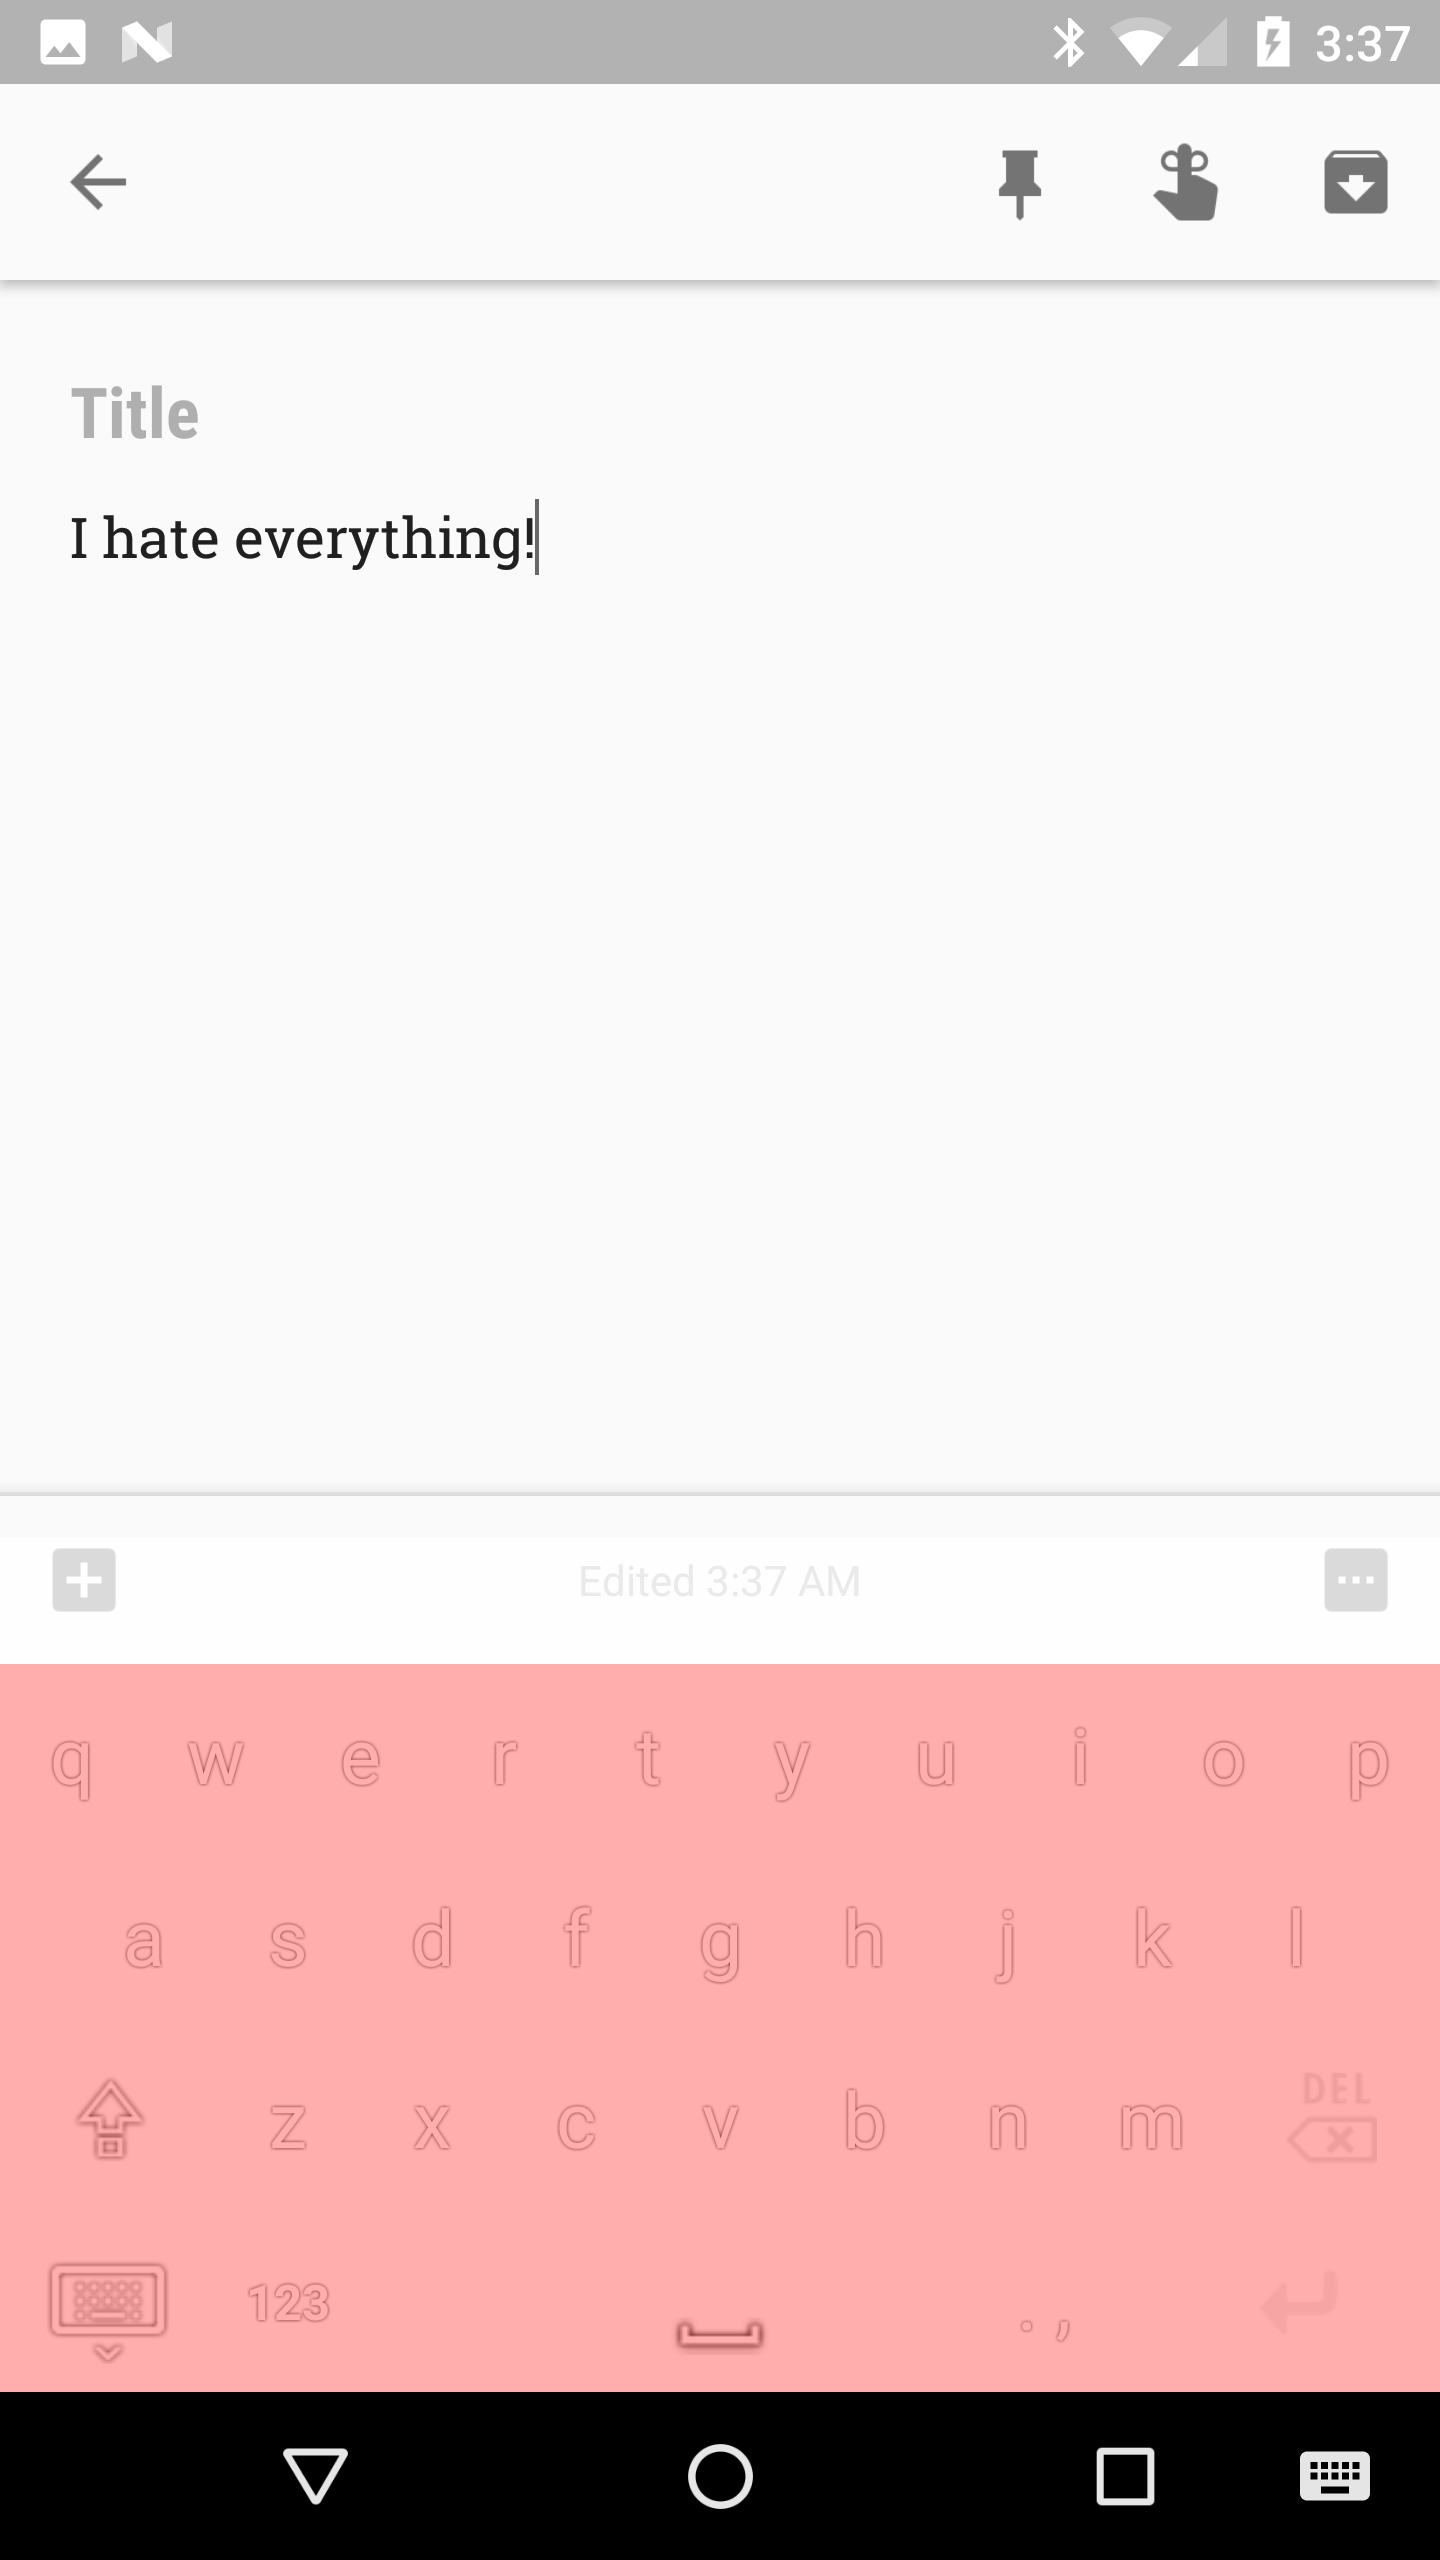 3:37
Title
I hate everything!
Edited 3:37 AM
q w e r t y u i o p
a s d f g h j k l
z x c v b n m DEL
123 . ,